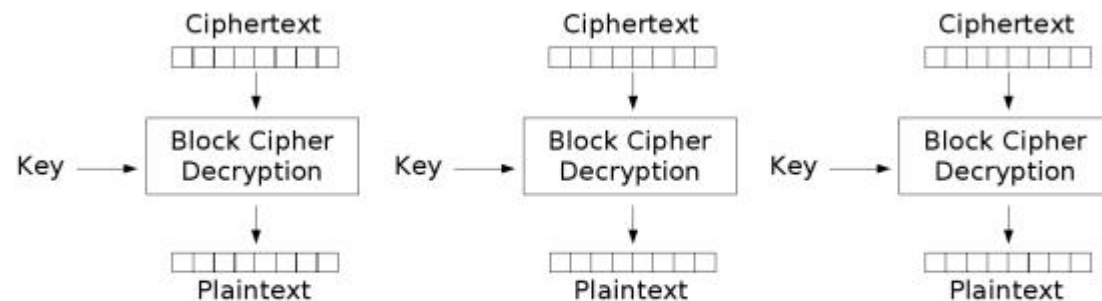 Ciphertext Ciphertext Ciphertext
Key Block Cipher Key Block Cipher Key Block Cipher
Decryption Decryption Decryption
Plaintext Plaintext Plaintext